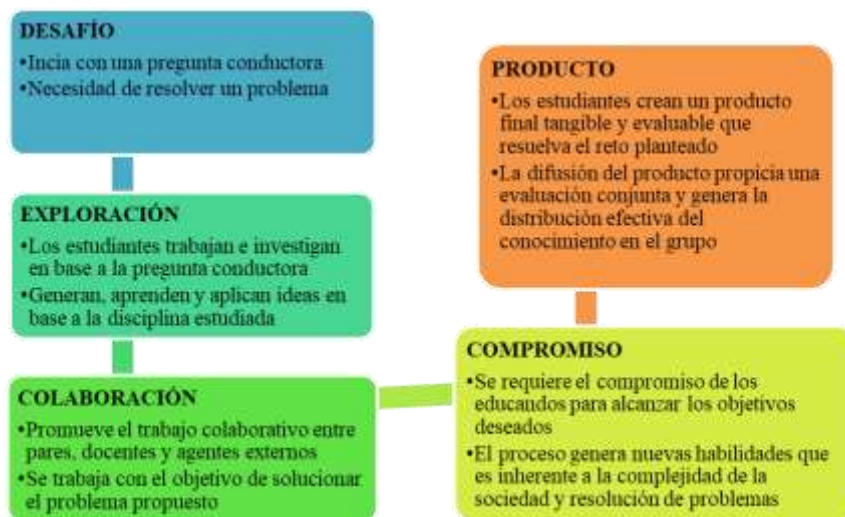 DESAFÍO
•Incia con una pregunta conductora
•Necesidad de resolver un problema
EXPLORACIÓN
•Los estudiantes trabajan e investigan
en base a la pregunta conductora
•Generan, aprenden y aplican ideas en
base a la disciplina estudiada
COLABORACIÓN
•Promueve el trabajo colaborativo entre
pares, docentes y agentes externos
•Se trabaja con el objetivo de solucionar
el problema propuesto
COMPROMISO
•Se requiere el compromiso de los
educandos para alcanzar los objetivos
deseados
•El proceso genera nuevas habilidades que
es inherente a la complejidad de la
sociedad y resolución de problemas
PRODUCTO
•Los estudiantes crean un producto
final tangible y evaluable que
resuelva el reto planteado
•La difusión del producto propicia una
evaluación conjunta y genera la
distribución efectiva del
conocimiento en el grupo